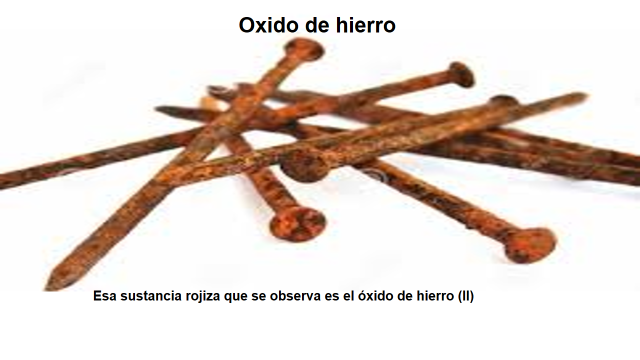 Oxido de hierro
Esa sustancia rojiza que se observa es el óxido de hierro (II)